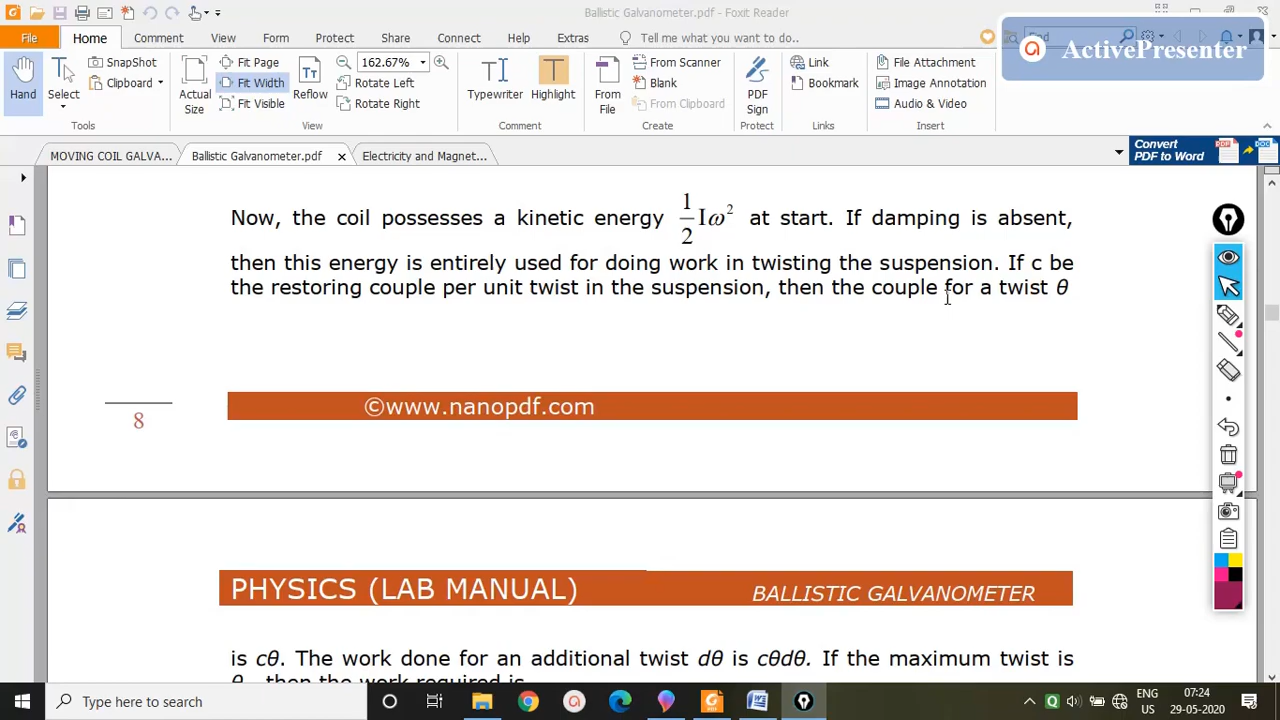 Ballistic Galvanometer.pdf - Foxit Reader
File Home Comment View Form Protect Share Connect Help Extras Tell me what you want to do..
ActivePresenter
Hand
Select
SnapShot
Clipboard
Tools
Actual Size
Fit Page
Fit Width
Fit Visible
Reflow
162.67%
Rotate Left
Rotate Right
View
Typewriter
Highlight
Comment
From File
From Scanner
Blank
From Clipboard
Create
PDF Sign
Protect
Link
Bookmark
Links
File Attachment
Image Annotation
Audio & Video
Insert
MOVING COIL GALVA...
Ballistic Galvanometer.pdf
Electricity and Magnet...
Convert
PDF to Word
Now, the coil possesses a kinetic energy 1/2 Iω² at start. If damping is absent,
then this energy is entirely used for doing work in twisting the suspension. If c be
the restoring couple per unit twist in the suspension, then the couple for a twist θ
8
©www.nanopdf.com
PHYSICS (LAB MANUAL)
BALLISTIC GALVANOMETER
is cθ. The work done for an additional twist dθ is cθdθ. If the maximum twist is
then the work required is
Type here to search
ENG
US
07:24
29-05-2020